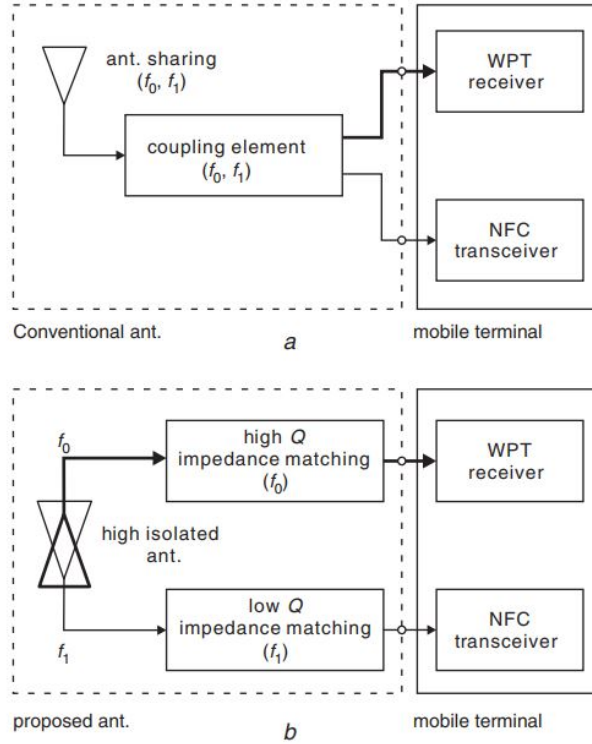 ant. sharing
(f0, f1)
coupling element
(f0, f1)
WPT
receiver
NFC
transceiver
Conventional ant.
a
mobile terminal
f0
high Q
impedance matching
(f0)
WPT
receiver
high isolated
ant.
f1
low Q
impedance matching
(f1)
NFC
transceiver
proposed ant.
b
mobile terminal